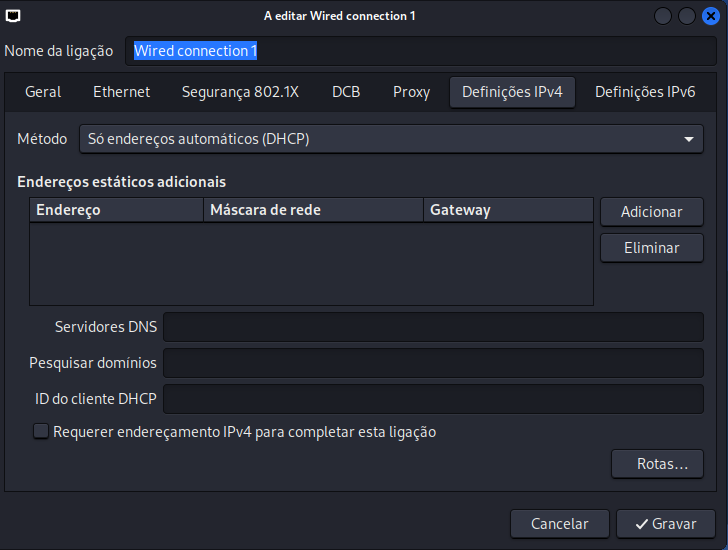 A editar Wired connection 1
Nome da ligação Wired connection 1
Geral Ethernet Segurança 802.1X DCB Proxy Definições IPv4 Definições IPv6
Método Só endereços automáticos (DHCP)
Endereços estáticos adicionais
Endereço Máscara de rede Gateway Adicionar
Eliminar
Servidores DNS
Pesquisar domínios
ID do cliente DHCP
Requerer endereçamento IPv4 para completar esta ligação
Rotas...
Cancelar Gravar